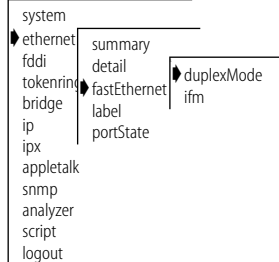 system
ethernet
fddi
tokenring
bridge
ip
ipx
appletalk
snmp
analyzer
script
logout
summary
detail
fastEthernet
label
portState
duplexMode
ifm